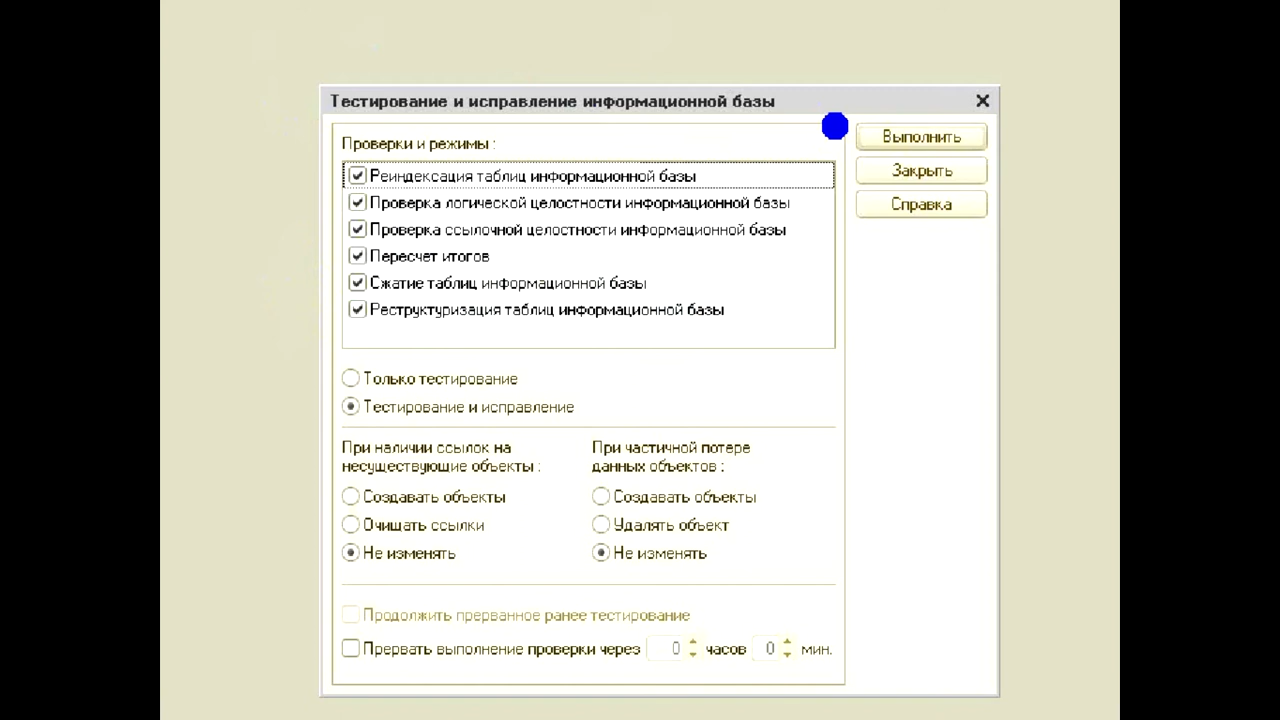 Тестирование и исправление информационной базы
Проверки и режимы :
Выполнить
Закрыть
Справка
Реиндексация таблиц информационной базы
Проверка логической целостности информационной базы
Проверка ссылочной целостности информационной базы
Пересчет итогов
Сжатие таблиц информационной базы
Реструктуризация таблиц информационной базы
Только тестирование
Тестирование и исправление
При наличии ссылок на
несуществующие объекты :
Создавать объекты
Очищать ссылки
Не изменять
При частичной потере
данных объектов :
Создавать объекты
Удалять объект
Не изменять
Продолжить прерванное ранее тестирование
Прервать выполнение проверки через 0 часов 0 мин.